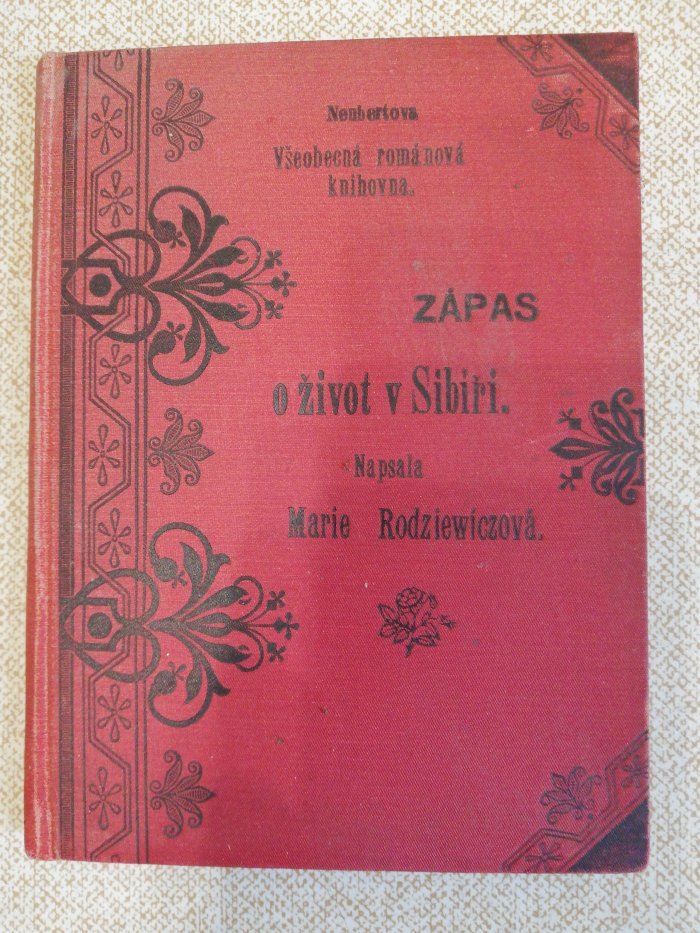 Neubertova
Všeobecná románová
knihovna.
ZÁPAS
o život v Sibiři.
Napsala
Marie Rodziewiczová.